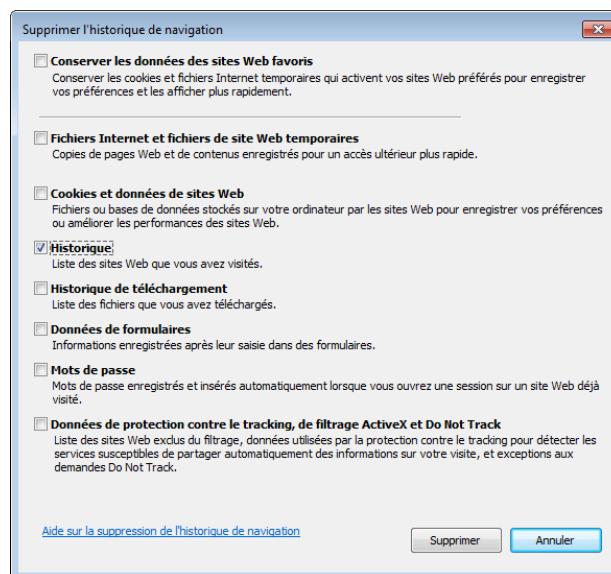 Supprimer l'historique de navigation
Conserver les données des sites Web favoris
Conserver les cookies et fichiers Internet temporaires qui activent vos sites Web préférés pour enregistrer
vos préférences et les afficher plus rapidement.
Fichiers Internet et fichiers de site Web temporaires
Copies de pages Web et de contenus enregistrés pour un accès ultérieur plus rapide.
Cookies et données de sites Web
Fichiers ou bases de données stockés sur votre ordinateur par les sites Web pour enregistrer vos préférences
ou améliorer les performances des sites Web.
Historique
Liste des sites Web que vous avez visités.
Historique de téléchargement
Liste des fichiers que vous avez téléchargés.
Données de formulaires
Informations enregistrées après leur saisie dans des formulaires.
Mots de passe
Mots de passe enregistrés et insérés automatiquement lorsque vous ouvrez une session sur un site Web déjà
visité.
Données de protection contre le tracking, de filtrage ActiveX et Do Not Track
Liste des sites Web exclus du filtrage, données utilisées par la protection contre le tracking pour détecter les
services susceptibles de partager automatiquement des informations sur votre visite, et exceptions aux
demandes Do Not Track.
Aide sur la suppression de l'historique de navigation
Supprimer
Annuler